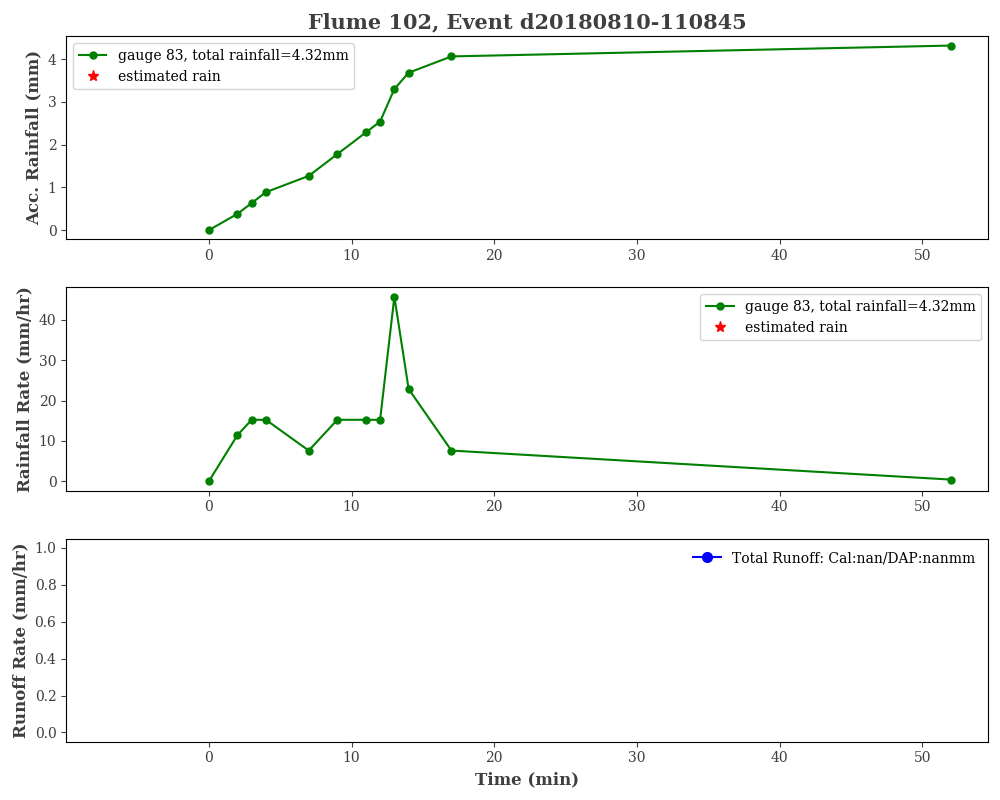 Flume 102, Event d20180810-110845
Acc. Rainfall (mm)
4
3
2
1
0
gauge 83, total rainfall=4.32mm
estimated rain
0 10 20 30 40 50
Rainfall Rate (mm/hr)
40
30
20
10
0
gauge 83, total rainfall=4.32mm
estimated rain
0 10 20 30 40 50
Runoff Rate (mm/hr)
1.0
0.8
0.6
0.4
0.2
0.0
Total Runoff: Cal:nan/DAP:nanmm
0 10 20 30 40 50
Time (min)